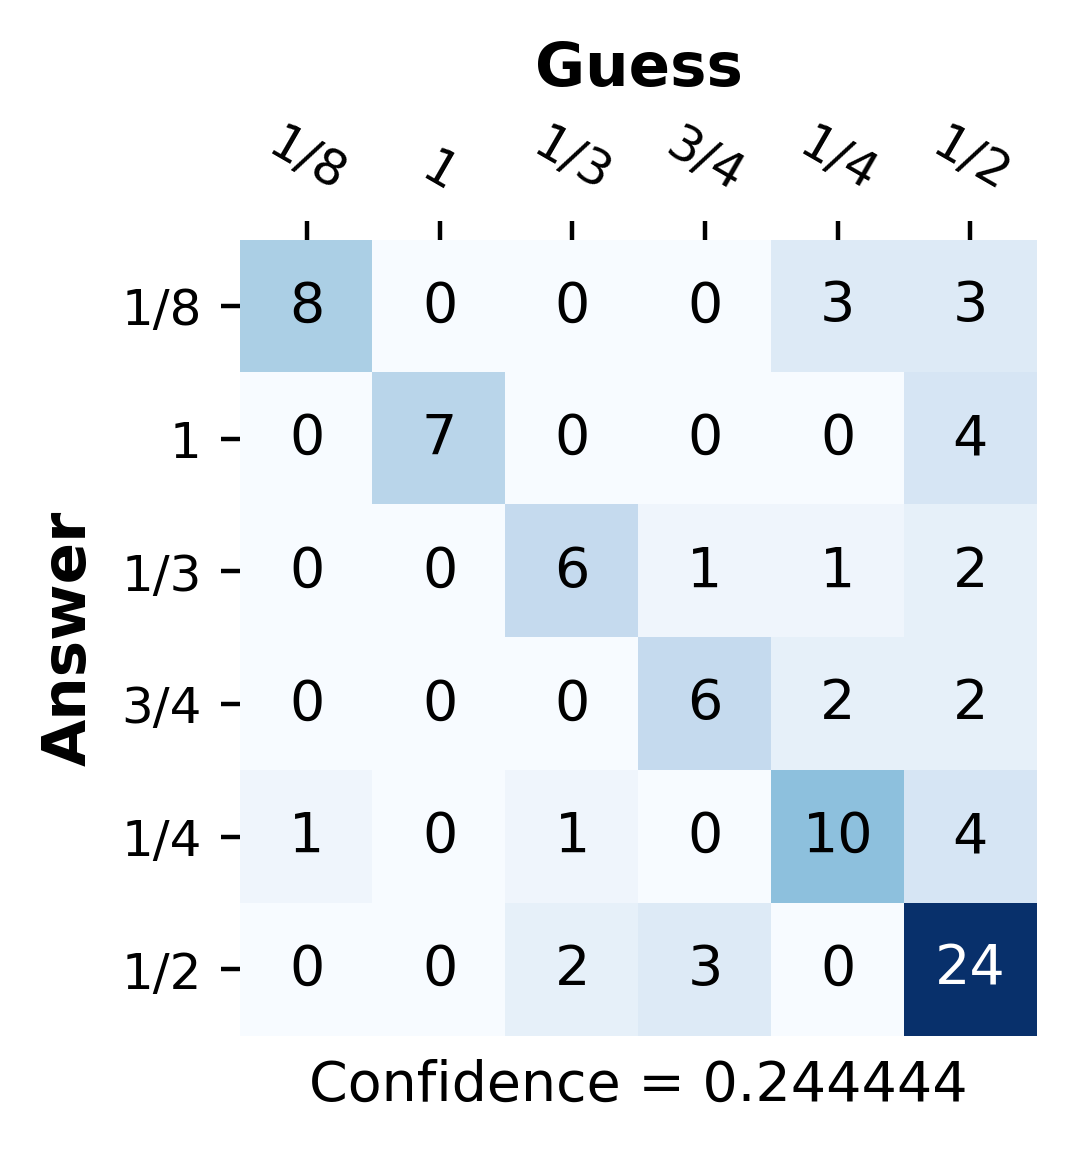 Guess
1/8 1 1/3 3/4 1/4 1/2
1/8 8 0 0 0 3 3
1 0 7 0 0 0 4
1/3 0 0 6 1 1 2
3/4 0 0 0 6 2 2
1/4 1 0 1 0 10 4
1/2 0 0 2 3 0 24
Answer
Confidence = 0.244444